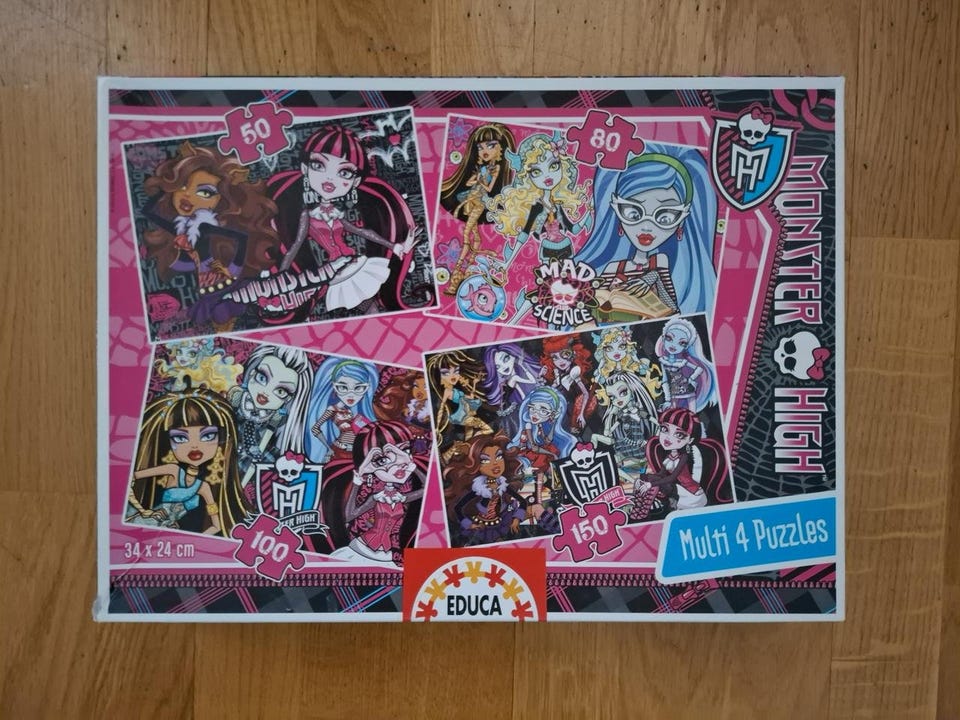 50
80
MONSTER HIGH
MAD
SCIENCE
100
150
34 x 24 cm
Multi 4 Puzzles
EDUCA